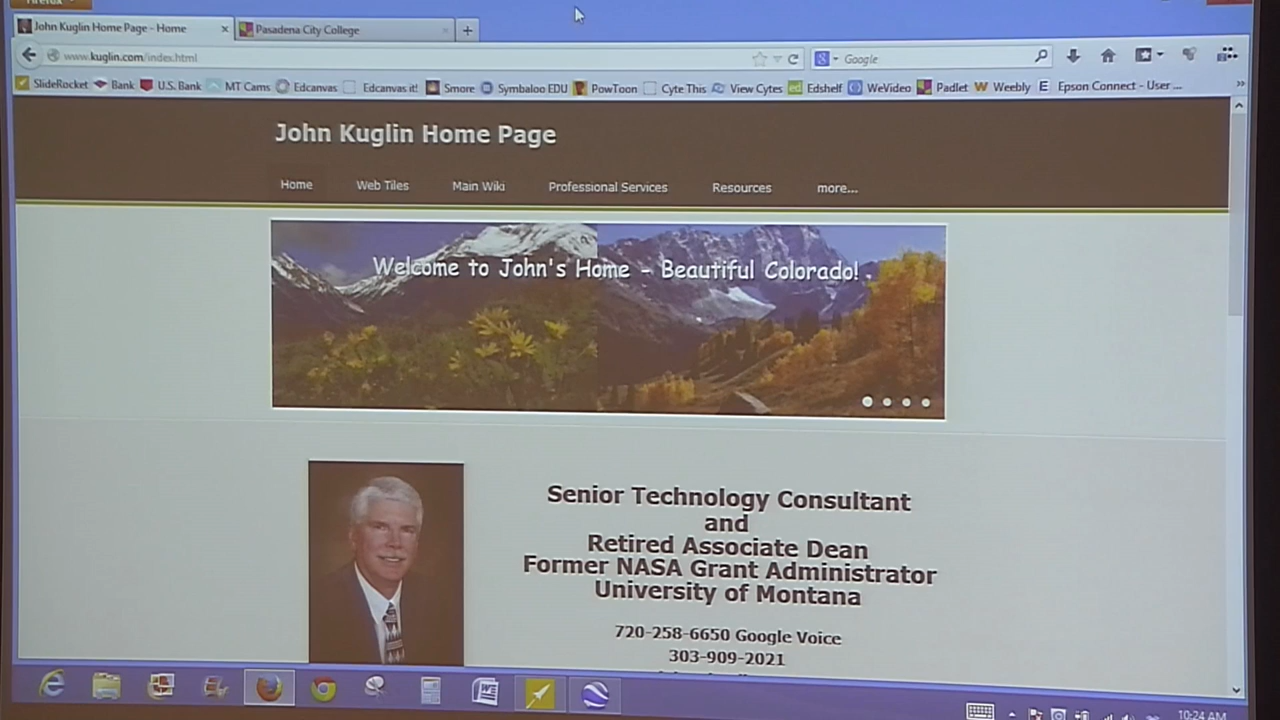 John Kuglin Home Page - Home
Pasadena City College
www.kuglin.com/index.html
Google
SlideRocket Bank U.S. Bank MT Cams Edcanvas Edcanvas it! Smore Symbaloo EDU PowToon Cyte This View Cytes Edshelf WeVideo Padlet Weebly Epson Connect - User ...
John Kuglin Home Page
Home Web Tiles Main Wiki Professional Services Resources more...
Welcome to John's Home - Beautiful Colorado!
Senior Technology Consultant
and
Retired Associate Dean
Former NASA Grant Administrator
University of Montana
720-258-6650 Google Voice
303-909-2021
10:24 AM